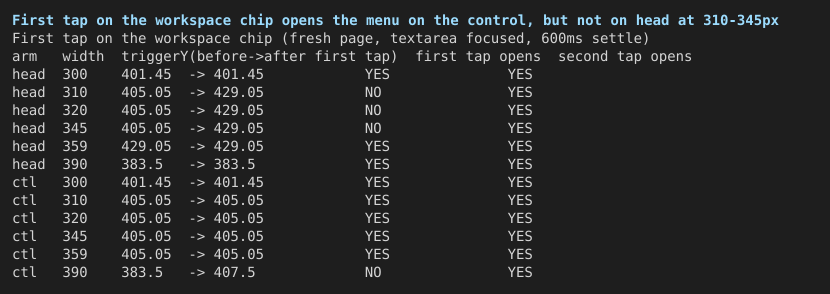 First tap on the workspace chip opens the menu on the control, but not on head at 310-345px
First tap on the workspace chip (fresh page, textarea focused, 600ms settle)
arm   width  triggerY(before->after first tap)  first tap opens  second tap opens
head  300    401.45  -> 401.45            YES              YES
head  310    405.05  -> 429.05            NO               YES
head  320    405.05  -> 429.05            NO               YES
head  345    405.05  -> 429.05            NO               YES
head  359    429.05  -> 429.05            YES              YES
head  390    383.5   -> 383.5             YES              YES
ctl   300    401.45  -> 401.45            YES              YES
ctl   310    405.05  -> 405.05            YES              YES
ctl   320    405.05  -> 405.05            YES              YES
ctl   345    405.05  -> 405.05            YES              YES
ctl   359    405.05  -> 405.05            YES              YES
ctl   390    383.5   -> 407.5             NO               YES